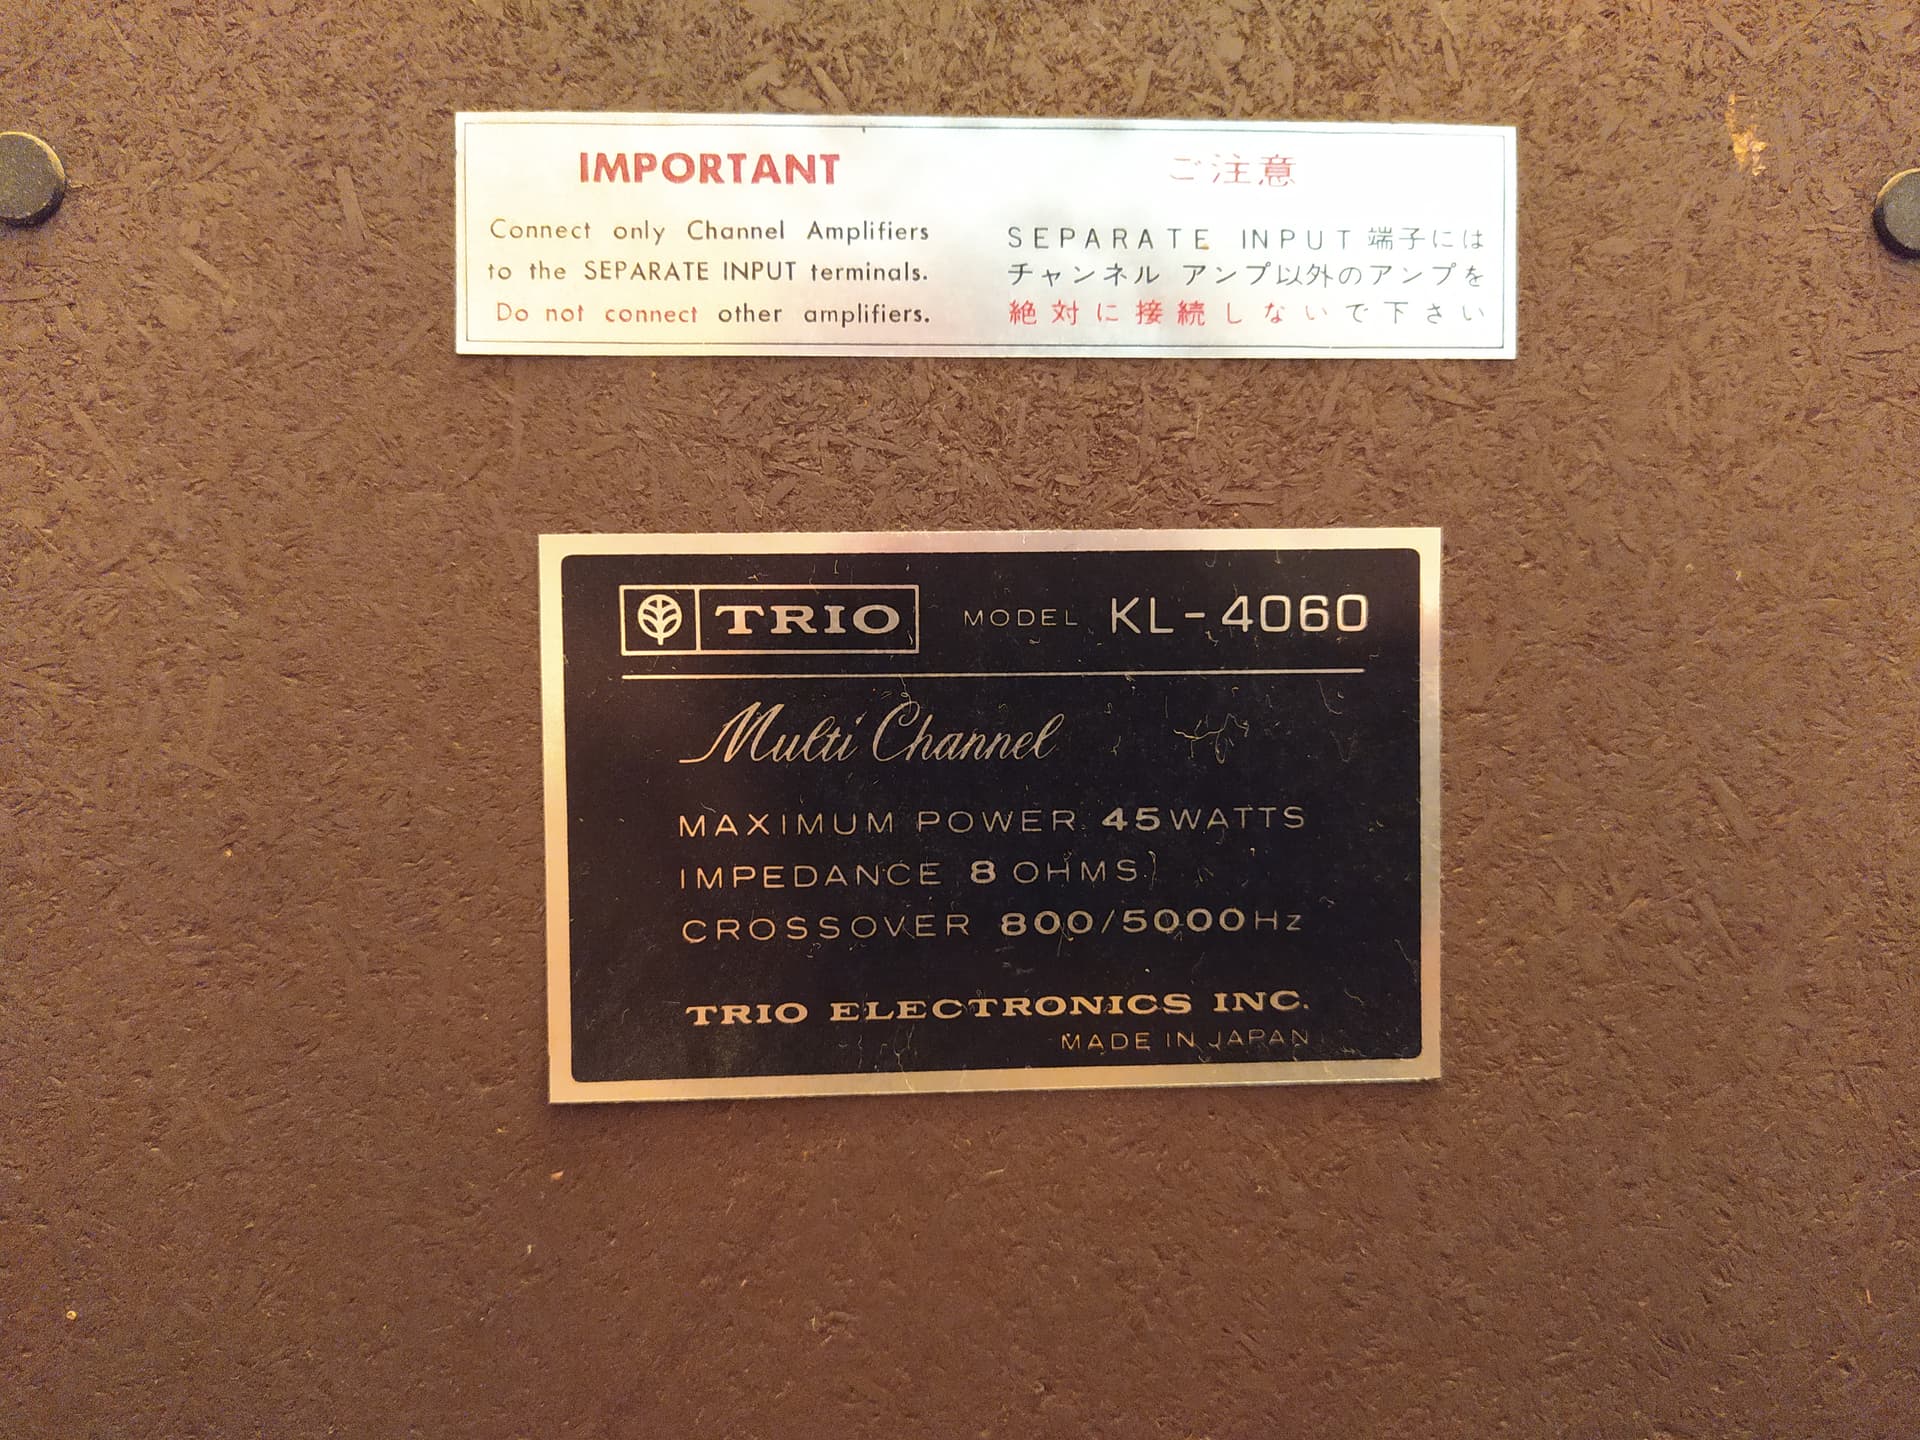 IMPORTANT
Connect only Channel Amplifiers
to the SEPARATE INPUT terminals.
Do not connect other amplifiers.
ご注意
SEPARATE INPUT 端子には
チャンネル アンプ以外のアンプを
絶対に接続しないで下さい
TRIO MODEL KL-4060
Multi Channel
MAXIMUM POWER 45 WATTS
IMPEDANCE 8 OHMS
CROSSOVER 800/5000 Hz
TRIO ELECTRONICS INC.
MADE IN JAPAN